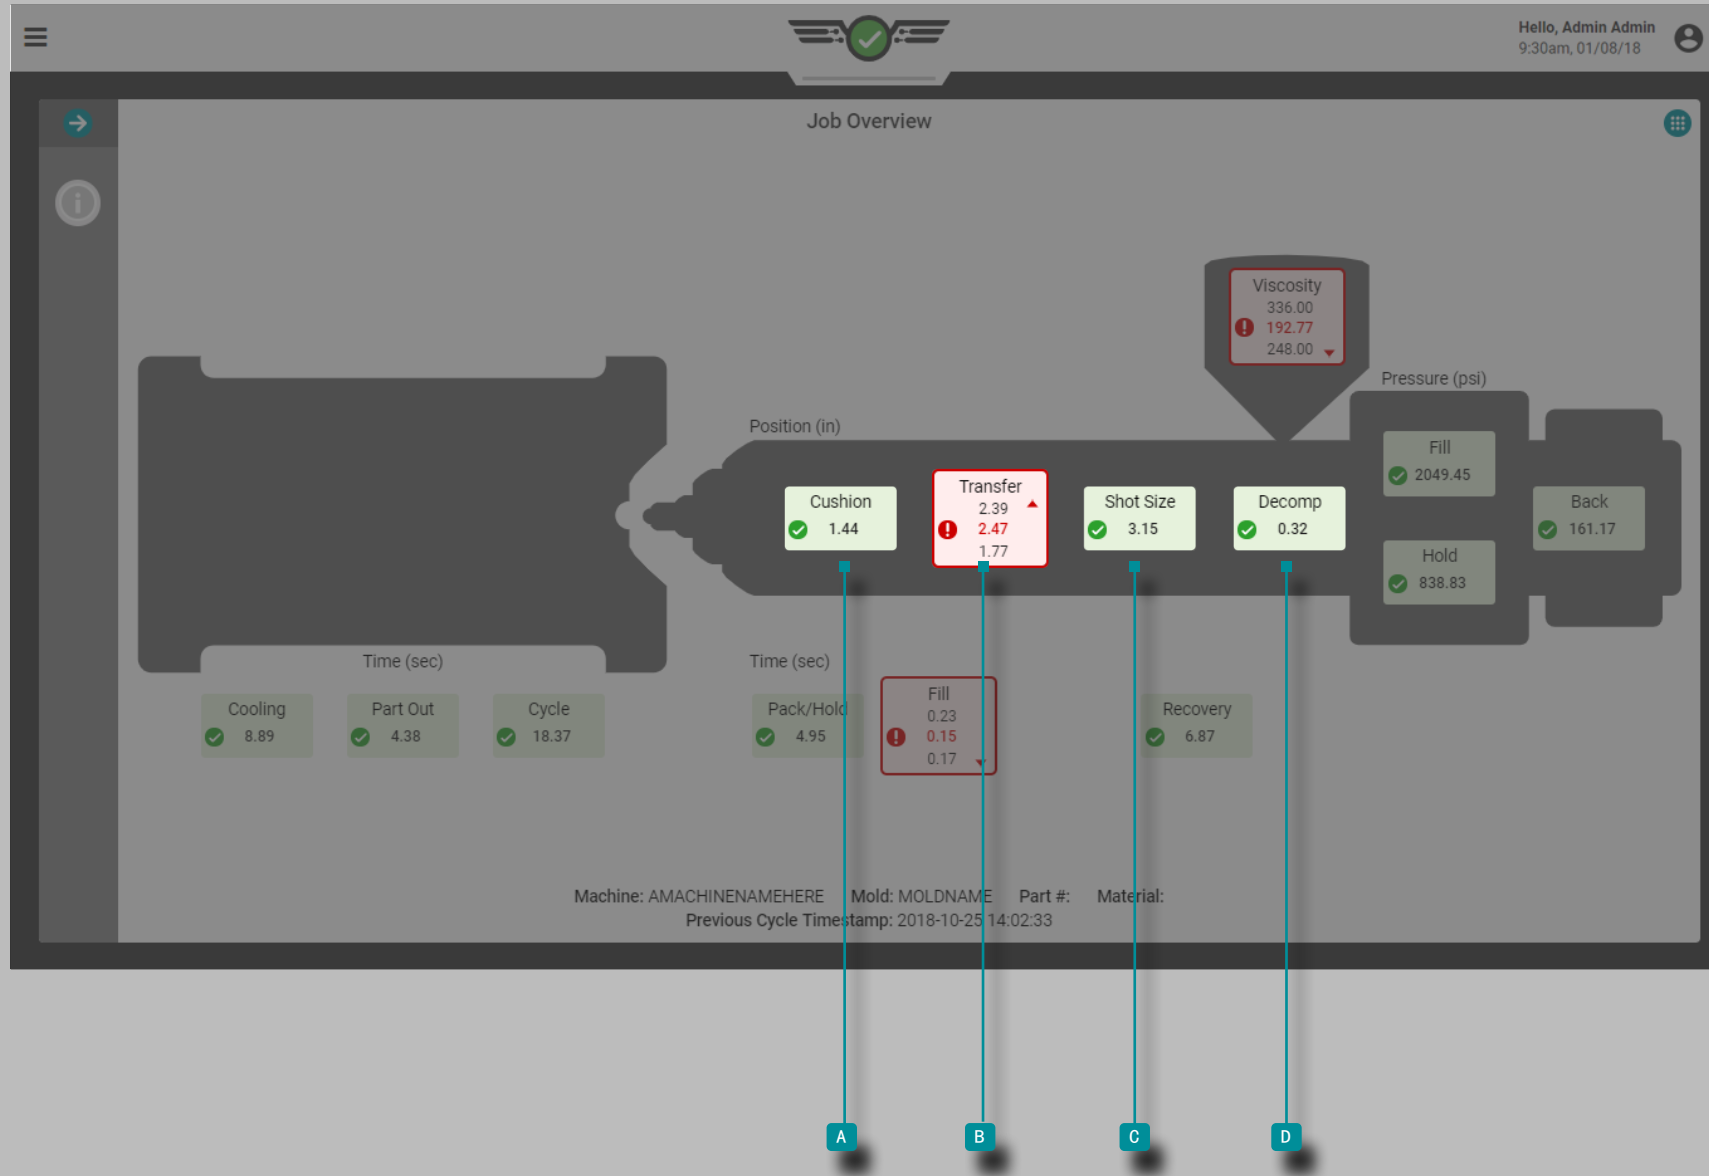 Hello, Admin Admin
9:30am, 01/08/18
Job Overview
Viscosity
336.00
192.77
248.00
Pressure (psi)
Position (in)
Fill
2049.45
Cushion
1.44
Transfer
2.39
2.47
1.77
Shot Size
3.15
Decomp
0.32
Back
161.17
Hold
838.83
Time (sec)
Time (sec)
Cooling
8.89
Part Out
4.38
Cycle
18.37
Pack/Hold
4.95
Fill
0.23
0.15
0.17
Recovery
6.87
Machine: AMACHINENAMEHERE Mold: MOLDNAME Part #: Material:
Previous Cycle Timestamp: 2018-10-25 14:02:33
A B C D